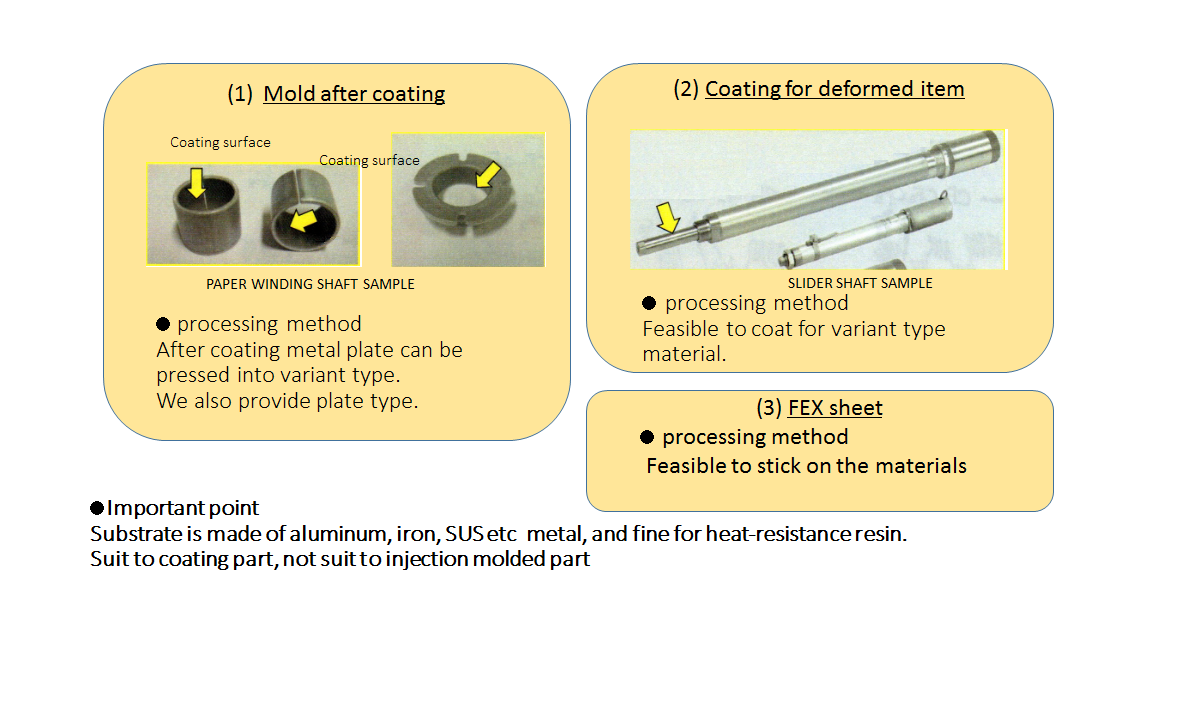 (1) Mold after coating
Coating surface
Coating surface
PAPER WINDING SHAFT SAMPLE
● processing method
After coating metal plate can be
pressed into variant type.
We also provide plate type.
(2) Coating for deformed item
SLIDER SHAFT SAMPLE
● processing method
Feasible to coat for variant type
material.
(3) FEX sheet
● processing method
Feasible to stick on the materials
●Important point
Substrate is made of aluminum, iron, SUS etc metal, and fine for heat-resistance resin.
Suit to coating part, not suit to injection molded part